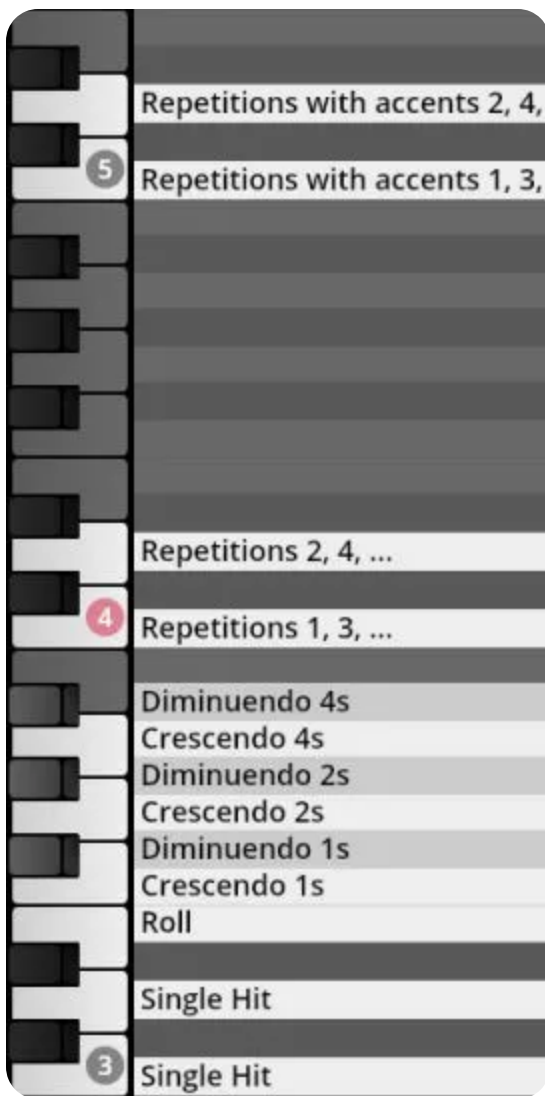 Repetitions with accents 2, 4,
5
Repetitions with accents 1, 3,
Repetitions 2, 4, ...
4
Repetitions 1, 3, ...
Diminuendo 4s
Crescendo 4s
Diminuendo 2s
Crescendo 2s
Diminuendo 1s
Crescendo 1s
Roll
Single Hit
3
Single Hit